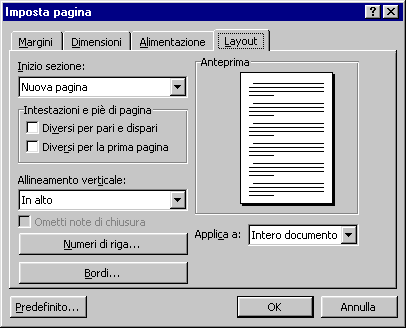 Imposta pagina
Margini
Dimensioni
Alimentazione
Layout
Inizio sezione:
Nuova pagina
Intestazioni e piè di pagina
Diversi per pari e dispari
Diversi per la prima pagina
Allineamento verticale:
In alto
Ometti note di chiusura
Numeri di riga...
Bordi...
Anteprima
Applica a:
Intero documento
Predefinito...
OK
Annulla